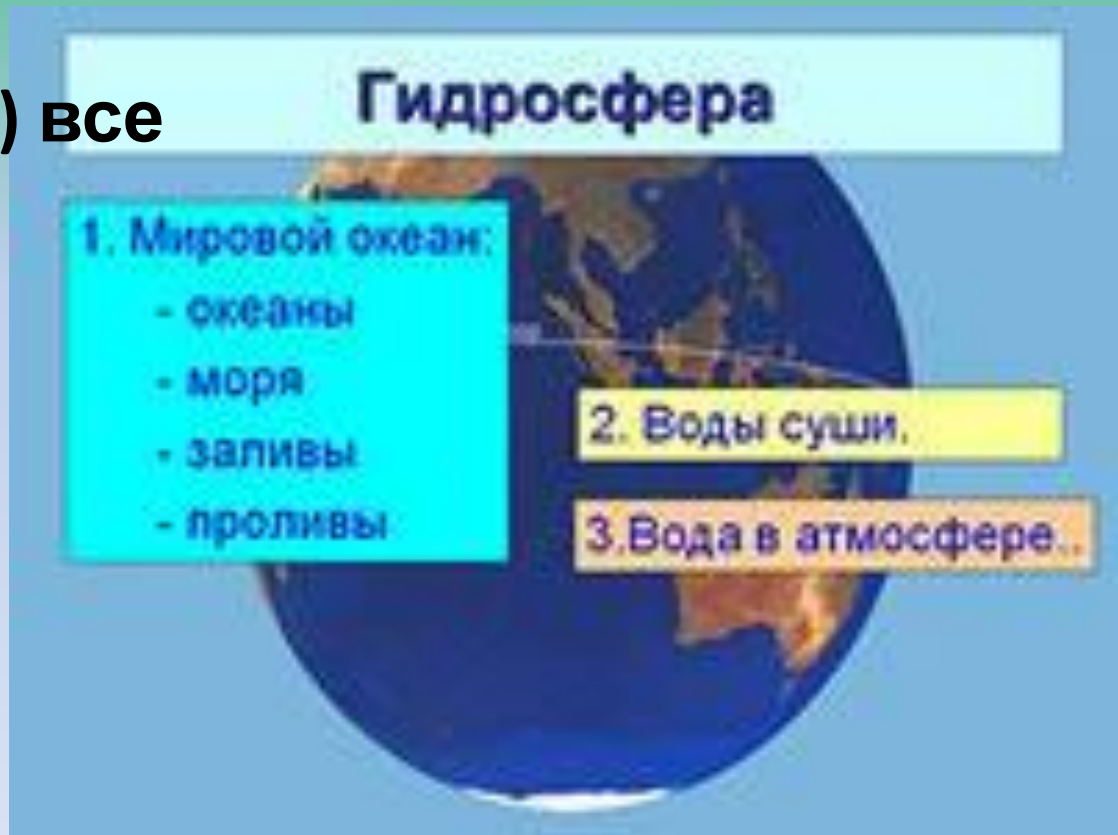 Гидросфера
) все
1. Мировой океан:
- океаны
- моря
- заливы
- проливы
2. Воды суши.
3.Вода в атмосфере..